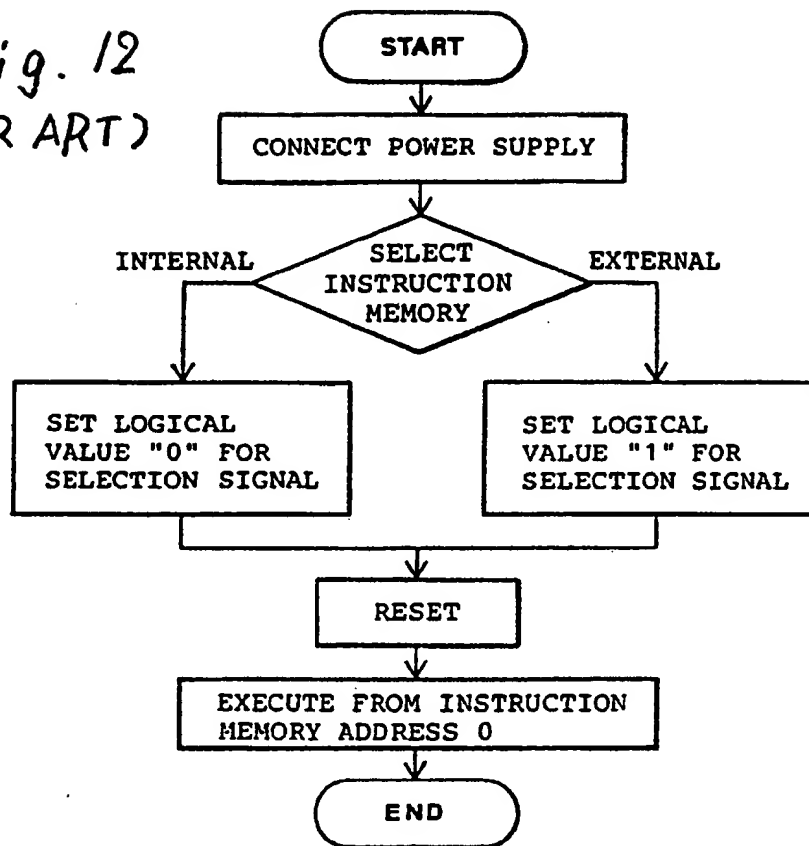 ig. 12
R ART)
START
CONNECT POWER SUPPLY
SELECT
INSTRUCTION
MEMORY
INTERNAL
EXTERNAL
SET LOGICAL
VALUE "0" FOR
SELECTION SIGNAL
SET LOGICAL
VALUE "1" FOR
SELECTION SIGNAL
RESET
EXECUTE FROM INSTRUCTION
MEMORY ADDRESS 0
END